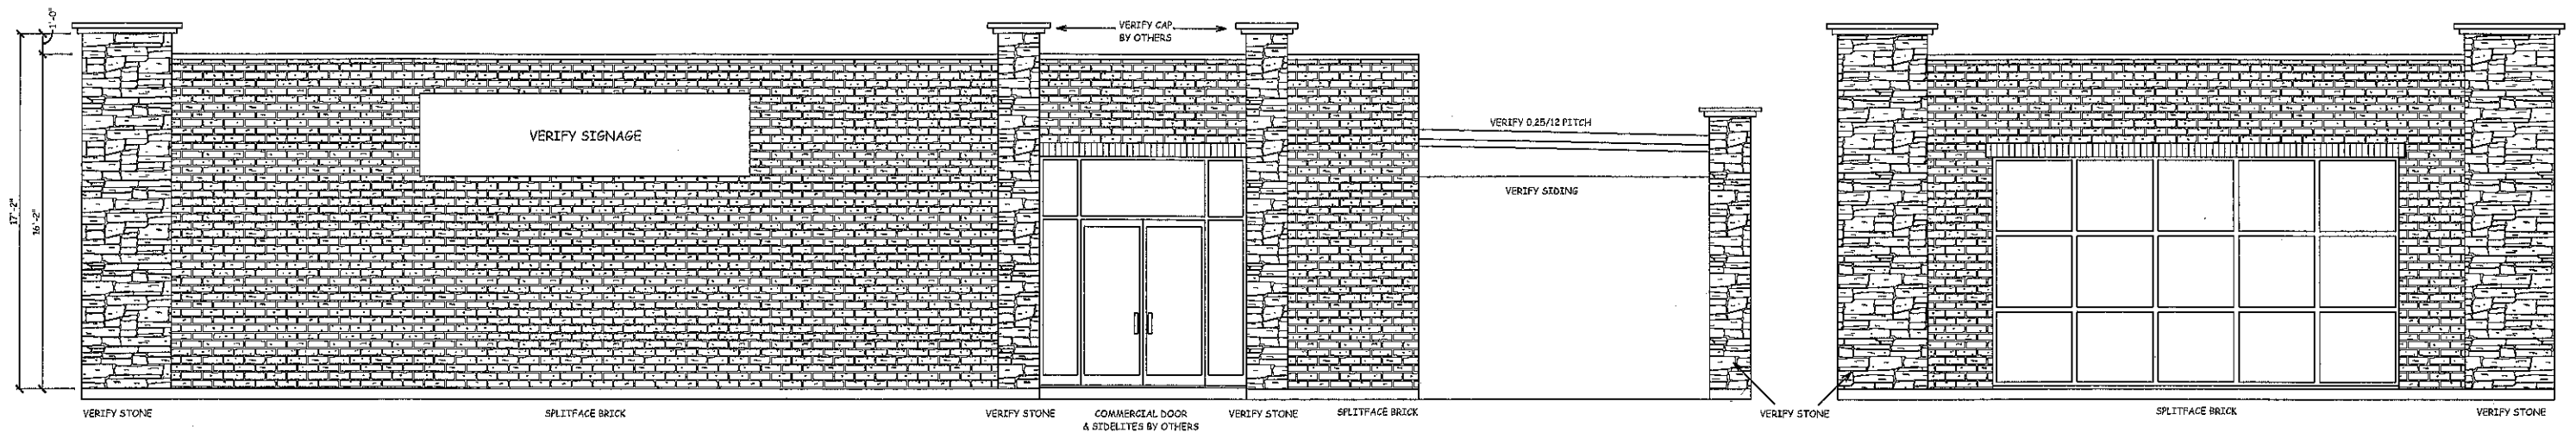 1'-0"
VERIFY CAP
BY OTHERS
VERIFY SIGNAGE
VERIFY 0.25/12 PITCH
VERIFY SIDING
17'-2"
16'-2"
VERIFY STONE
SPLITFACE BRICK
VERIFY STONE
COMMERCIAL DOOR
& SIDELITES BY OTHERS
VERIFY STONE
SPLITFACE BRICK
VERIFY STONE
SPLITFACE BRICK
VERIFY STONE